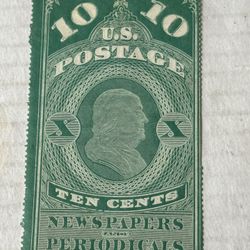 10 10
U.S.
POSTAGE
X X
TEN CENTS
NEWSPAPERS
AND
PERIODICALS